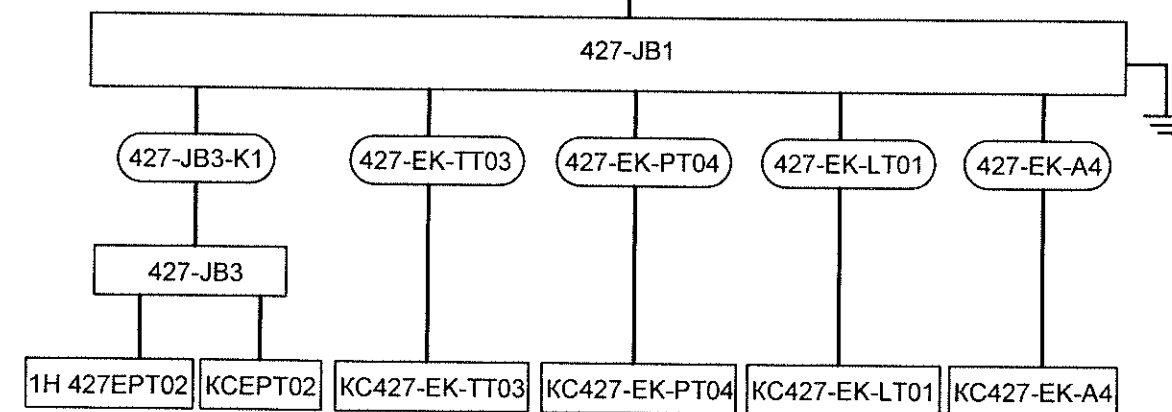 427-JB1
427-JB3-K1
427-EK-TT03
427-EK-PT04
427-EK-LT01
427-EK-A4
427-JB3
1H 427EPT02
KCEPT02
KC427-EK-TT03
KC427-EK-PT04
KC427-EK-LT01
KC427-EK-A4